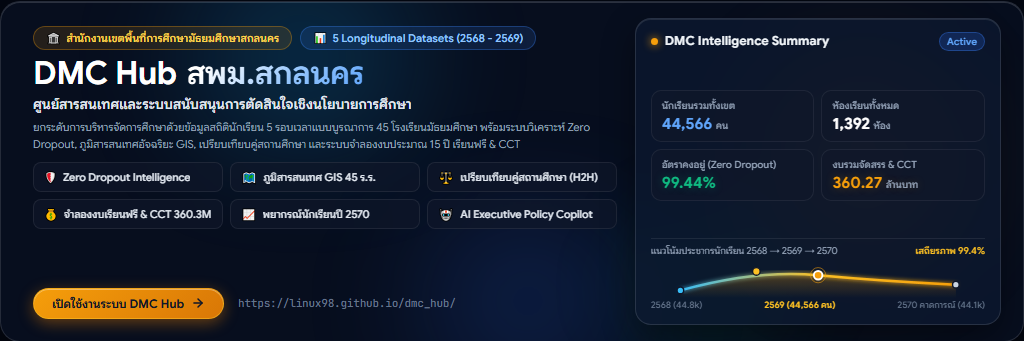 สำนักงานเขตพื้นที่การศึกษามัธยมศึกษาสกลนคร
5 Longitudinal Datasets (2568 - 2569)
DMC Hub สพม.สกลนคร
ศูนย์สารสนเทศและระบบสนับสนุนการตัดสินใจเชิงนโยบายการศึกษา
ยกระดับการบริหารจัดการศึกษาด้วยข้อมูลสถิตินักเรียน 5 รอบเวลาแบบบูรณาการ 45 โรงเรียนมัธยมศึกษา พร้อมระบบวิเคราะห์ Zero
Dropout, ภูมิสารสนเทศอัจฉริยะ GIS, เปรียบเทียบคู่สถานศึกษา และระบบจำลองงบประมาณ 15 ปี เรียนฟรี & CCT
Zero Dropout Intelligence
ภูมิสารสนเทศ GIS 45 ร.ร.
เปรียบเทียบคู่สถานศึกษา (H2H)
จำลองงบเรียนฟรี & CCT 360.3M
พยากรณ์นักเรียนปี 2570
AI Executive Policy Copilot
เปิดใช้งานระบบ DMC Hub →
https://linux98.github.io/dmc_hub/
DMC Intelligence Summary
Active
นักเรียนรวมทั้งเขต
44,566 คน
ห้องเรียนทั้งหมด
1,392 ห้อง
อัตราคงอยู่ (Zero Dropout)
99.44%
งบรวมจัดสรร & CCT
360.27 ล้านบาท
แนวโน้มประชากรนักเรียน 2568 → 2569 → 2570
เสถียรภาพ 99.4%
2568 (44.8k)
2569 (44,566 คน)
2570 คาดการณ์ (44.1k)